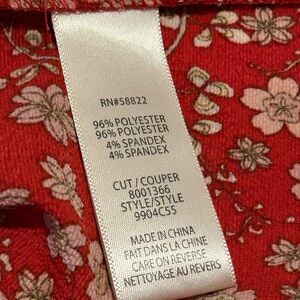 RN#58822
96% POLYESTER
96% POLYESTER
4% SPANDEX
4% SPANDEX
CUT / COUPER
8001366
STYLE/STYLE
9904C55
MADE IN CHINA
FAIT DANS LA CHINE
CARE ON REVERSE
NETTOYAGE AU REVERS